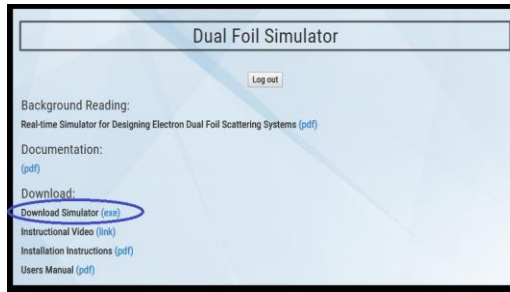 Dual Foil Simulator
Log out
Background Reading:
Real-time Simulator for Designing Electron Dual Foil Scattering Systems (pdf)
Documentation:
(pdf)
Download:
Download Simulator (exe)
Instructional Video (link)
Installation Instructions (pdf)
Users Manual (pdf)